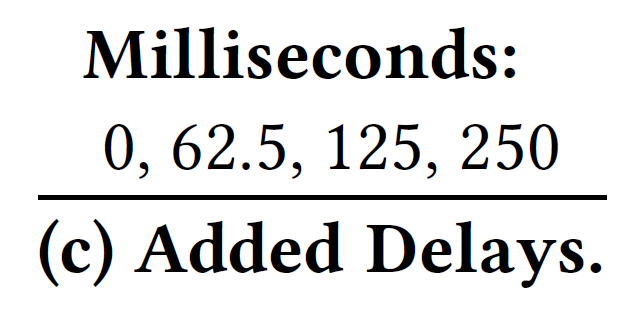 Milliseconds:
0, 62.5, 125, 250
(c) Added Delays.